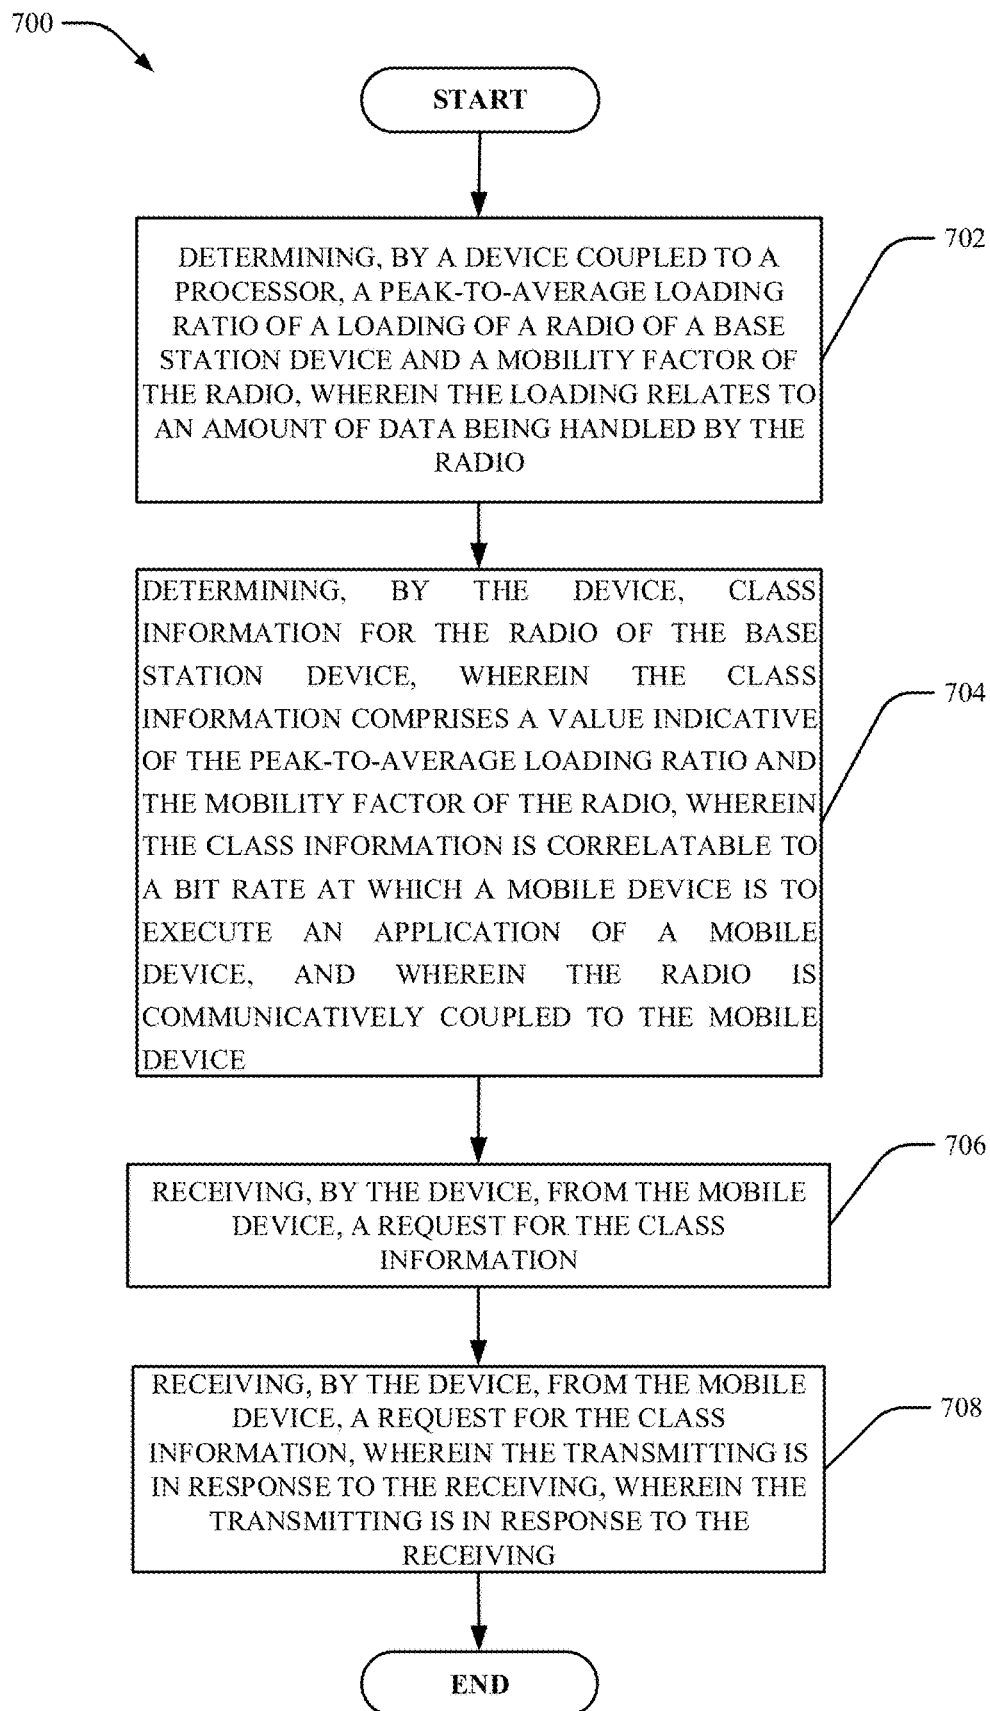 700
START
702
DETERMINING, BY A DEVICE COUPLED TO A
PROCESSOR, A PEAK-TO-AVERAGE LOADING
RATIO OF A LOADING OF A RADIO OF A BASE
STATION DEVICE AND A MOBILITY FACTOR OF
THE RADIO, WHEREIN THE LOADING RELATES TO
AN AMOUNT OF DATA BEING HANDLED BY THE
RADIO
DETERMINING, BY THE DEVICE, CLASS
INFORMATION FOR THE RADIO OF THE BASE
STATION DEVICE, WHEREIN THE CLASS
INFORMATION COMPRISES A VALUE INDICATIVE
OF THE PEAK-TO-AVERAGE LOADING RATIO AND
THE MOBILITY FACTOR OF THE RADIO, WHEREIN
THE CLASS INFORMATION IS CORRELATABLE TO
A BIT RATE AT WHICH A MOBILE DEVICE IS TO
EXECUTE AN APPLICATION OF A MOBILE
DEVICE, AND WHEREIN THE RADIO IS
COMMUNICATIVELY COUPLED TO THE MOBILE
DEVICE
704
706
RECEIVING, BY THE DEVICE, FROM THE MOBILE
DEVICE, A REQUEST FOR THE CLASS
INFORMATION
RECEIVING, BY THE DEVICE, FROM THE MOBILE
DEVICE, A REQUEST FOR THE CLASS
INFORMATION, WHEREIN THE TRANSMITTING IS
IN RESPONSE TO THE RECEIVING, WHEREIN THE
TRANSMITTING IS IN RESPONSE TO THE
RECEIVING
708
END